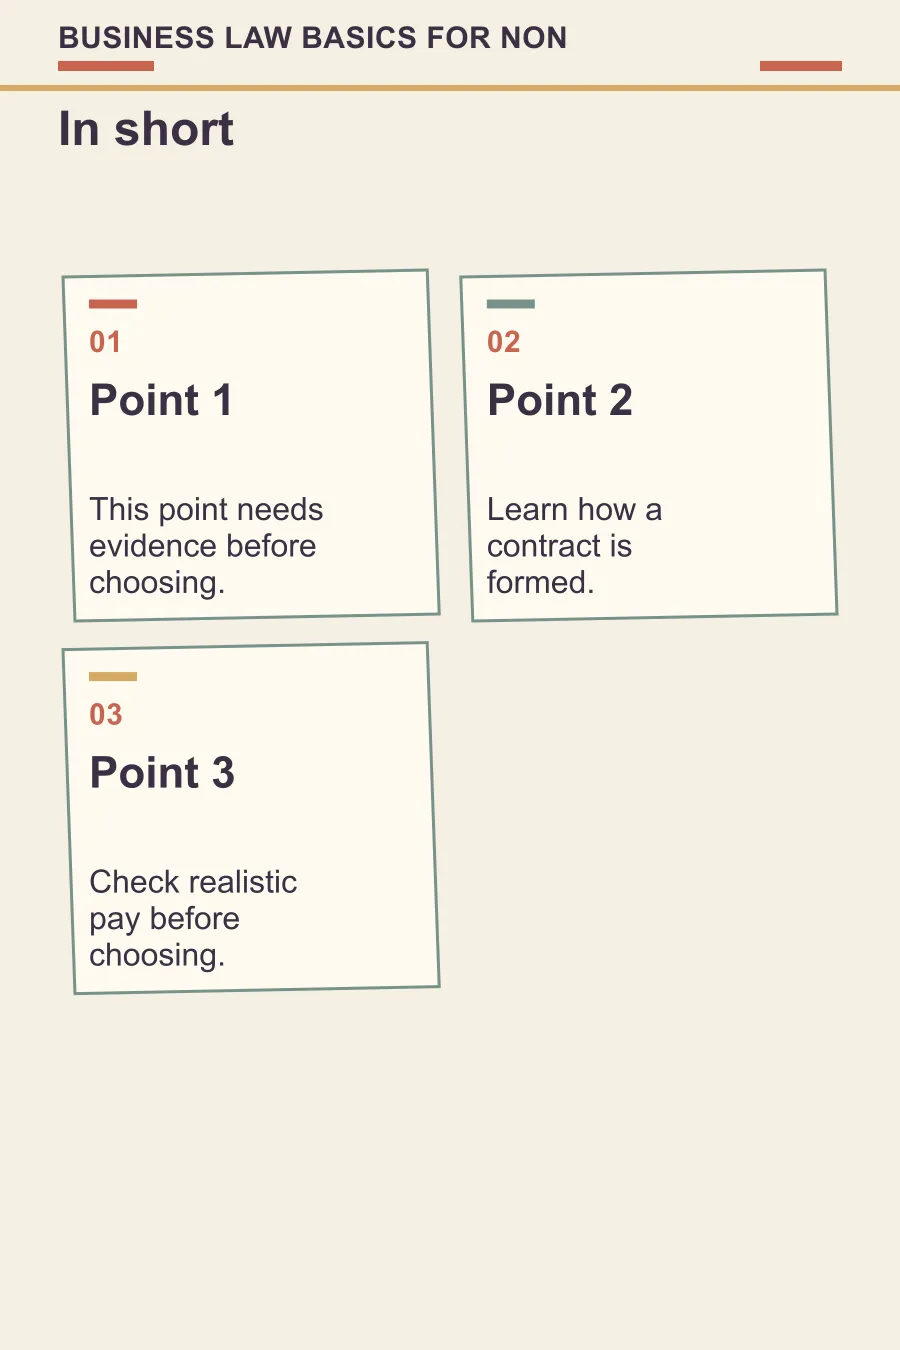 BUSINESS LAW BASICS FOR NON
In short
01
Point 1
This point needs
evidence before
choosing.
02
Point 2
Learn how a
contract is
formed.
03
Point 3
Check realistic
pay before
choosing.